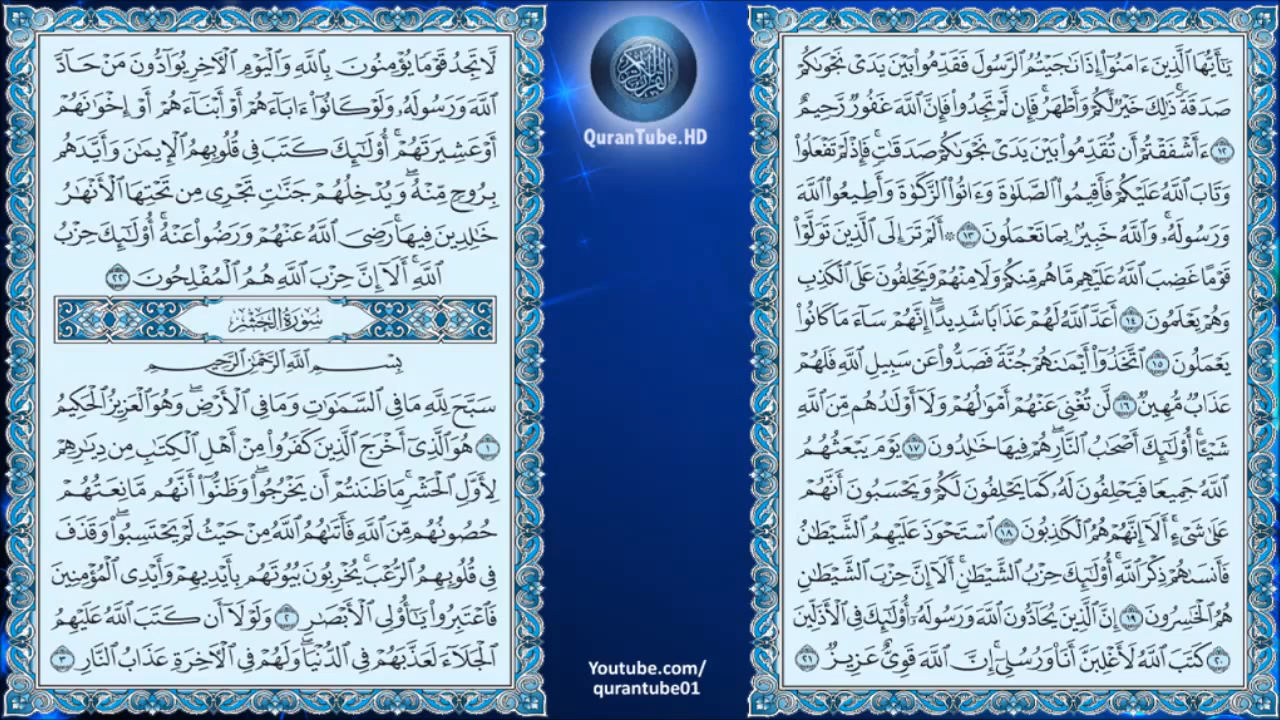 يَـٰٓأَيُّهَا ٱلَّذِينَ ءَامَنُوٓا۟ إِذَا نَـٰجَيْتُمُ ٱلرَّسُولَ فَقَدِّمُوا۟ بَيْنَ يَدَىْ نَجْوَىٰكُمْ
صَدَقَةً ۚ ذَٰلِكَ خَيْرٌ لَّكُمْ وَأَطْهَرُ ۚ فَإِن لَّمْ تَجِدُوا۟ فَإِنَّ ٱللَّهَ غَفُورٌ رَّحِيمٌ
١٢ ءَأَشْفَقْتُمْ أَن تُقَدِّمُوا۟ بَيْنَ يَدَىْ نَجْوَىٰكُمْ صَدَقَـٰتٍ ۚ فَإِذْ لَمْ تَفْعَلُوا۟
وَتَابَ ٱللَّهُ عَلَيْكُمْ فَأَقِيمُوا۟ ٱلصَّلَوٰةَ وَءَاتُوا۟ ٱلزَّكَوٰةَ وَأَطِيعُوا۟ ٱللَّهَ
وَرَسُولَهُۥ ۚ وَٱللَّهُ خَبِيرٌۢ بِمَا تَعْمَلُونَ ١٣ ۞ أَلَمْ تَرَ إِلَى ٱلَّذِينَ تَوَلَّوْا۟
قَوْمًا غَضِبَ ٱللَّهُ عَلَيْهِم مَّا هُم مِّنكُمْ وَلَا مِنْهُمْ وَيَحْلِفُونَ عَلَى ٱلْكَذِبِ
وَهُمْ يَعْلَمُونَ ١٤ أَعَدَّ ٱللَّهُ لَهُمْ عَذَابًا شَدِيدًا ۖ إِنَّهُمْ سَآءَ مَا كَانُوا۟
يَعْمَلُونَ ١٥ ٱتَّخَذُوٓا۟ أَيْمَـٰنَهُمْ جُنَّةً فَصَدُّوا۟ عَن سَبِيلِ ٱللَّهِ فَلَهُمْ
عَذَابٌ مُّهِينٌ ١٦ لَّن تُغْنِىَ عَنْهُمْ أَمْوَٰلُهُمْ وَلَآ أَوْلَـٰدُهُم مِّنَ ٱللَّهِ
شَيْـًٔا ۚ أُو۟لَـٰٓئِكَ أَصْحَـٰبُ ٱلنَّارِ ۖ هُمْ فِيهَا خَـٰلِدُونَ ١٧ يَوْمَ يَبْعَثُهُمُ
ٱللَّهُ جَمِيعًا فَيَحْلِفُونَ لَهُۥ كَمَا يَحْلِفُونَ لَكُمْ وَيَحْسَبُونَ أَنَّهُمْ
عَلَىٰ شَىْءٍ ۚ أَلَآ إِنَّهُمْ هُمُ ٱلْكَـٰذِبُونَ ١٨ ٱسْتَحْوَذَ عَلَيْهِمُ ٱلشَّيْطَـٰنُ
فَأَنسَىٰهُمْ ذِكْرَ ٱللَّهِ ۚ أُو۟لَـٰٓئِكَ حِزْبُ ٱلشَّيْطَـٰنِ ۚ أَلَآ إِنَّ حِزْبَ ٱلشَّيْطَـٰنِ
هُمُ ٱلْخَـٰسِرُونَ ١٩ إِنَّ ٱلَّذِينَ يُحَآدُّونَ ٱللَّهَ وَرَسُولَهُۥٓ أُو۟لَـٰٓئِكَ فِى ٱلْأَذَلِّينَ
٢٠ كَتَبَ ٱللَّهُ لَأَغْلِبَنَّ أَنَا۠ وَرُسُلِىٓ ۚ إِنَّ ٱللَّهَ قَوِىٌّ عَزِيزٌ ٢١
QuranTube.HD
Youtube.com/
qurantube01
لَّا تَجِدُ قَوْمًا يُؤْمِنُونَ بِٱللَّهِ وَٱلْيَوْمِ ٱلْـَٔاخِرِ يُوَآدُّونَ مَنْ حَآدَّ
ٱللَّهَ وَرَسُولَهُۥ وَلَوْ كَانُوٓا۟ ءَابَآءَهُمْ أَوْ أَبْنَآءَهُمْ أَوْ إِخْوَٰنَهُمْ
أَوْ عَشِيرَتَهُمْ ۚ أُو۟لَـٰٓئِكَ كَتَبَ فِى قُلُوبِهِمُ ٱلْإِيمَـٰنَ وَأَيَّدَهُم
بِرُوحٍ مِّنْهُ ۖ وَيُدْخِلُهُمْ جَنَّـٰتٍ تَجْرِى مِن تَحْتِهَا ٱلْأَنْهَـٰرُ
خَـٰلِدِينَ فِيهَا ۚ رَضِىَ ٱللَّهُ عَنْهُمْ وَرَضُوا۟ عَنْهُ ۚ أُو۟لَـٰٓئِكَ حِزْبُ
ٱللَّهِ ۚ أَلَآ إِنَّ حِزْبَ ٱللَّهِ هُمُ ٱلْمُفْلِحُونَ ٢٢
سُورَةُ الحَشْرِ
بِسْمِ ٱللَّهِ ٱلرَّحْمَـٰنِ ٱلرَّحِيمِ
سَبَّحَ لِلَّهِ مَا فِى ٱلسَّمَـٰوَٰتِ وَمَا فِى ٱلْأَرْضِ ۖ وَهُوَ ٱلْعَزِيزُ ٱلْحَكِيمُ
١ هُوَ ٱلَّذِىٓ أَخْرَجَ ٱلَّذِينَ كَفَرُوا۟ مِنْ أَهْلِ ٱلْكِتَـٰبِ مِن دِيَـٰرِهِمْ
لِأَوَّلِ ٱلْحَشْرِ ۚ مَا ظَنَنتُمْ أَن يَخْرُجُوا۟ ۖ وَظَنُّوٓا۟ أَنَّهُم مَّانِعَتُهُمْ
حُصُونُهُم مِّنَ ٱللَّهِ فَأَتَىٰهُمُ ٱللَّهُ مِنْ حَيْثُ لَمْ يَحْتَسِبُوا۟ ۖ وَقَذَفَ
فِى قُلُوبِهِمُ ٱلرُّعْبَ ۚ يُخْرِبُونَ بُيُوتَهُم بِأَيْدِيهِمْ وَأَيْدِى ٱلْمُؤْمِنِينَ
فَٱعْتَبِرُوا۟ يَـٰٓأُو۟لِى ٱلْأَبْصَـٰرِ ٢ وَلَوْلَآ أَن كَتَبَ ٱللَّهُ عَلَيْهِمُ
ٱلْجَلَآءَ لَعَذَّبَهُمْ فِى ٱلدُّنْيَا ۖ وَلَهُمْ فِى ٱلْـَٔاخِرَةِ عَذَابُ ٱلنَّارِ ٣